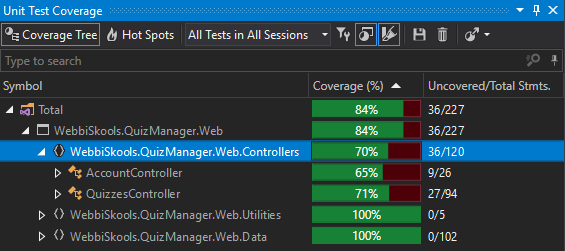 Unit Test Coverage
Coverage Tree Hot Spots All Tests in All Sessions
Type to search
Symbol Coverage (%) Uncovered/Total Stmts.
Total 84% 36/227
WebbiSkools.QuizManager.Web 84% 36/227
WebbiSkools.QuizManager.Web.Controllers 70% 36/120
AccountController 65% 9/26
QuizzesController 71% 27/94
WebbiSkools.QuizManager.Web.Utilities 100% 0/5
WebbiSkools.QuizManager.Web.Data 100% 0/102